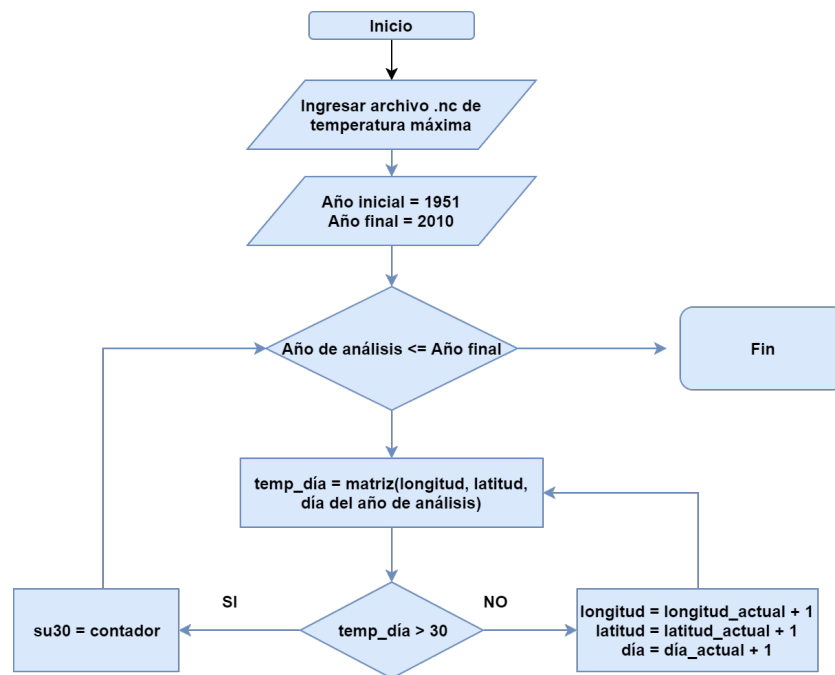 Inicio
Ingresar archivo .nc de
temperatura máxima
Año inicial = 1951
Año final = 2010
Año de análisis <= Año final
Fin
temp_día = matriz(longitud, latitud,
día del año de análisis)
SI
NO
su30 = contador
temp_día > 30
longitud = longitud_actual + 1
latitud = latitud_actual + 1
día = día_actual + 1